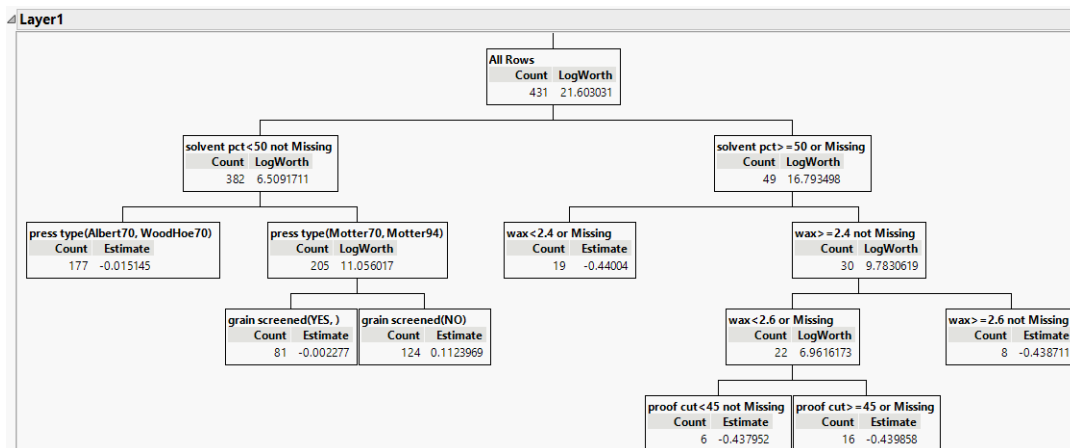 Layer1
All Rows
Count LogWorth
431 21.603031
solvent pct<50 not Missing
Count LogWorth
382 6.5091711
solvent pct>=50 or Missing
Count LogWorth
49 16.793498
press type(Albert70, WoodHoe70)
Count Estimate
177 -0.015145
press type(Motter70, Motter94)
Count LogWorth
205 11.056017
wax<2.4 or Missing
Count Estimate
19 -0.44004
wax>=2.4 not Missing
Count LogWorth
30 9.7830619
grain screened(YES, )
Count Estimate
81 -0.002277
grain screened(NO)
Count Estimate
124 0.1123969
wax<2.6 or Missing
Count LogWorth
22 6.9616173
wax>=2.6 not Missing
Count Estimate
8 -0.438711
proof cut<45 not Missing
Count Estimate
6 -0.437952
proof cut>=45 or Missing
Count Estimate
16 -0.439858